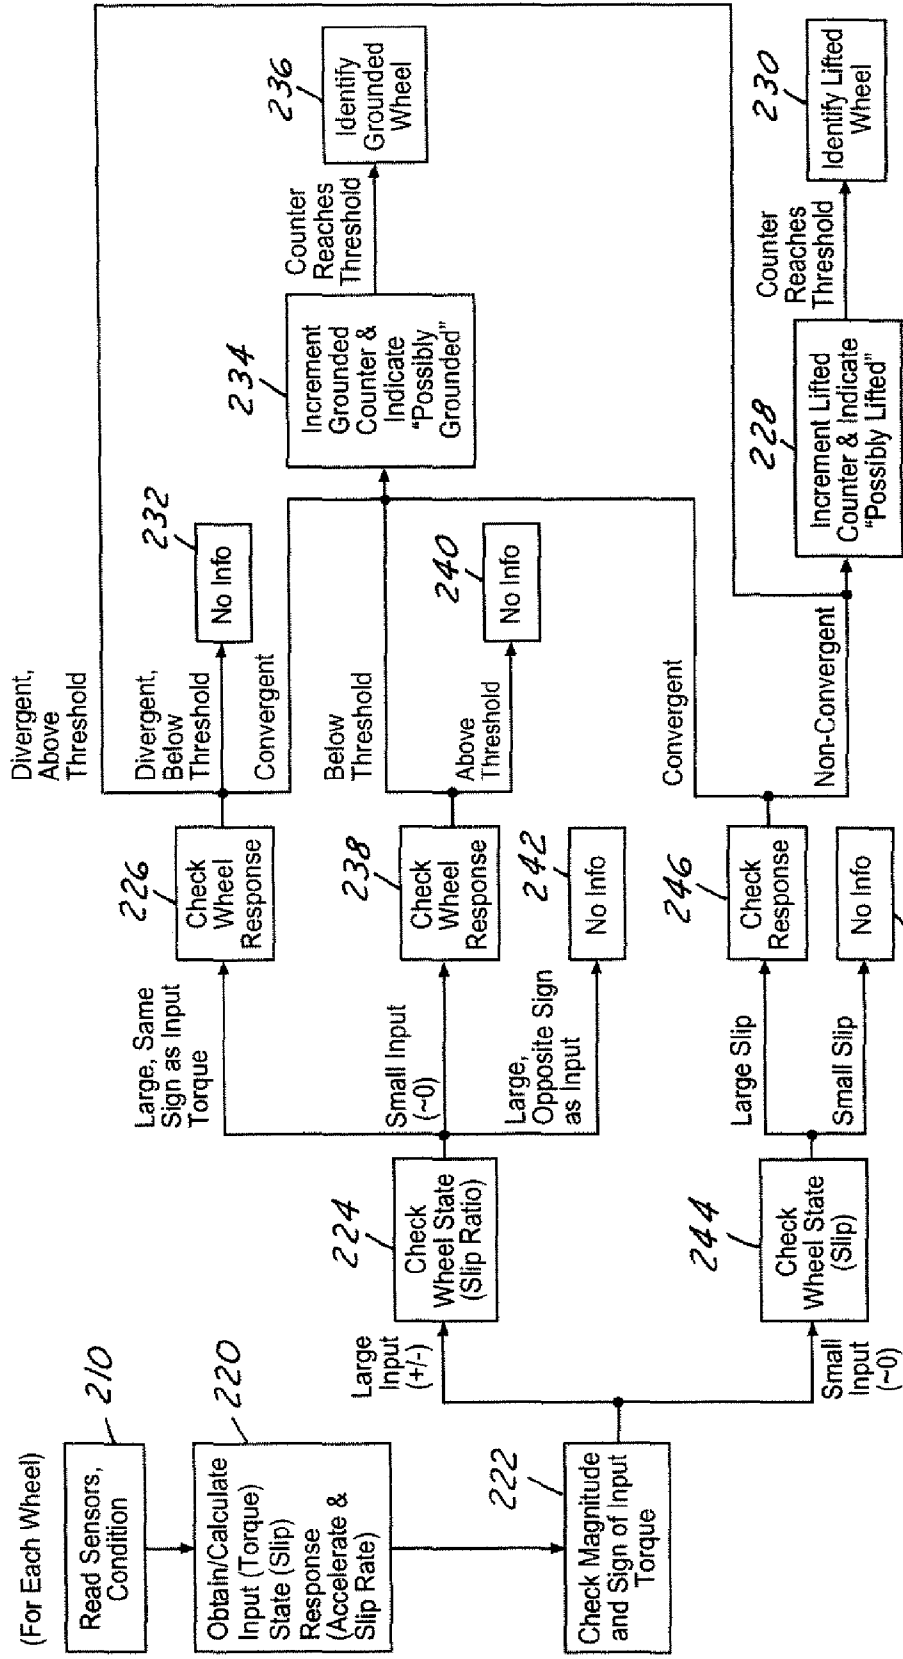 (For Each Wheel)
210
Read Sensors,
Condition
220
Obtain/Calculate
Input (Torque)
State (Slip)
Response
(Accelerate &
Slip Rate)
222
Check Magnitude
and Sign of Input
Torque
Large
Input
(+/-)
Small
Input
(~0)
224
Check
Wheel State
(Slip Ratio)
244
Check
Wheel State
(Slip)
Large, Same
Sign as Input
Torque
Small Input
(~0)
Large,
Opposite Sign
as Input
Large Slip
Small Slip
226
Check
Wheel
Response
238
Check
Wheel
Response
242
No Info
246
Check
Response
No Info
Divergent,
Above
Threshold
Divergent,
Below
Threshold
Convergent
Below
Threshold
Above
Threshold
Convergent
Non-Convergent
232
No Info
240
No Info
234
Increment
Grounded
Counter &
Indicate
“Possibly
Grounded”
228
Increment Lifted
Counter & Indicate
“Possibly Lifted”
Counter
Reaches
Threshold
Counter
Reaches
Threshold
236
Identify
Grounded
Wheel
230
Identify Lifted
Wheel